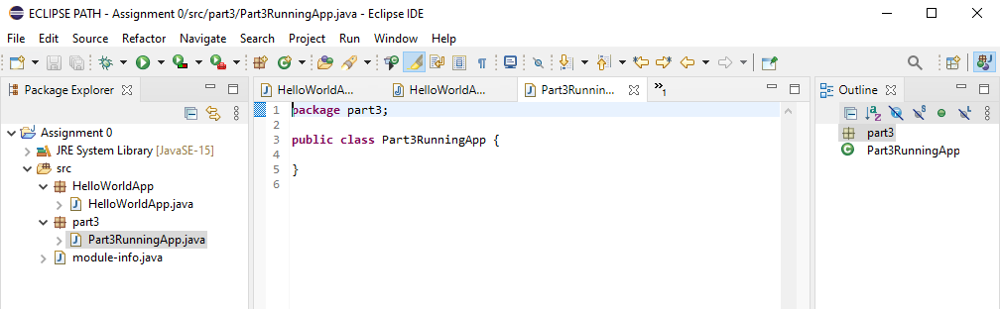 ECLIPSE PATH - Assignment 0/src/part3/Part3RunningApp.java - Eclipse IDE
File Edit Source Refactor Navigate Search Project Run Window Help
Package Explorer
Assignment 0
JRE System Library [JavaSE-15]
src
HelloWorldApp
HelloWorldApp.java
part3
Part3RunningApp.java
module-info.java
HelloWorldA... HelloWorldA... Part3Runnin... »1
1 package part3;
2
3 public class Part3RunningApp {
4
5 }
6
Outline
part3
Part3RunningApp